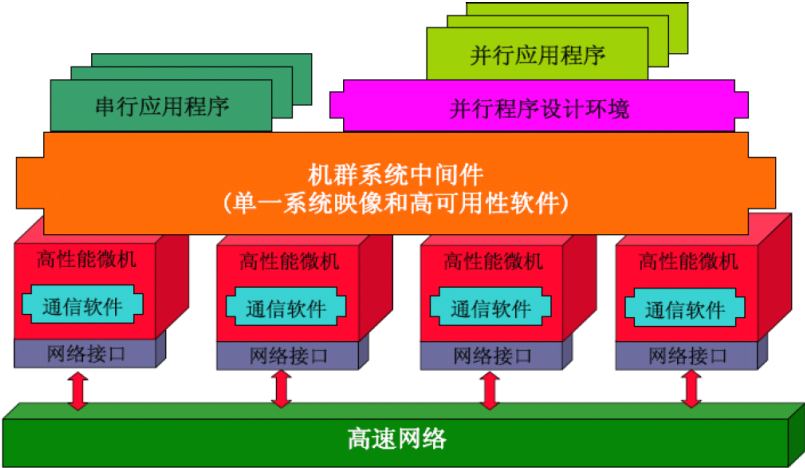 并行应用程序
串行应用程序
并行程序设计环境
机群系统中间件
(单一系统映像和高可用性软件)
高性能微机
高性能微机
高性能微机
高性能微机
通信软件
通信软件
通信软件
通信软件
网络接口
网络接口
网络接口
网络接口
高速网络